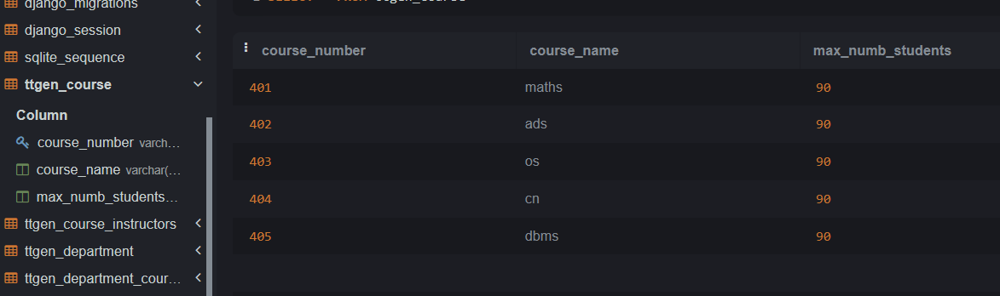 django_migrations
django_session
sqlite_sequence
ttgen_course
Column
course_number varch...
course_name varchar(...
max_numb_students...
ttgen_course_instructors
ttgen_department
ttgen_department_cour...
course_number course_name max_numb_students
401 maths 90
402 ads 90
403 os 90
404 cn 90
405 dbms 90